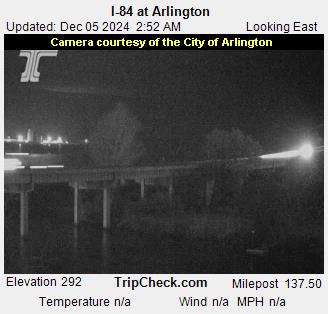 I-84 at Arlington
Updated: Dec 05 2024 2:52 AM Looking East
Camera courtesy of the City of Arlington
Elevation 292 TripCheck.com Milepost 137.50
Temperature n/a Wind n/a MPH n/a